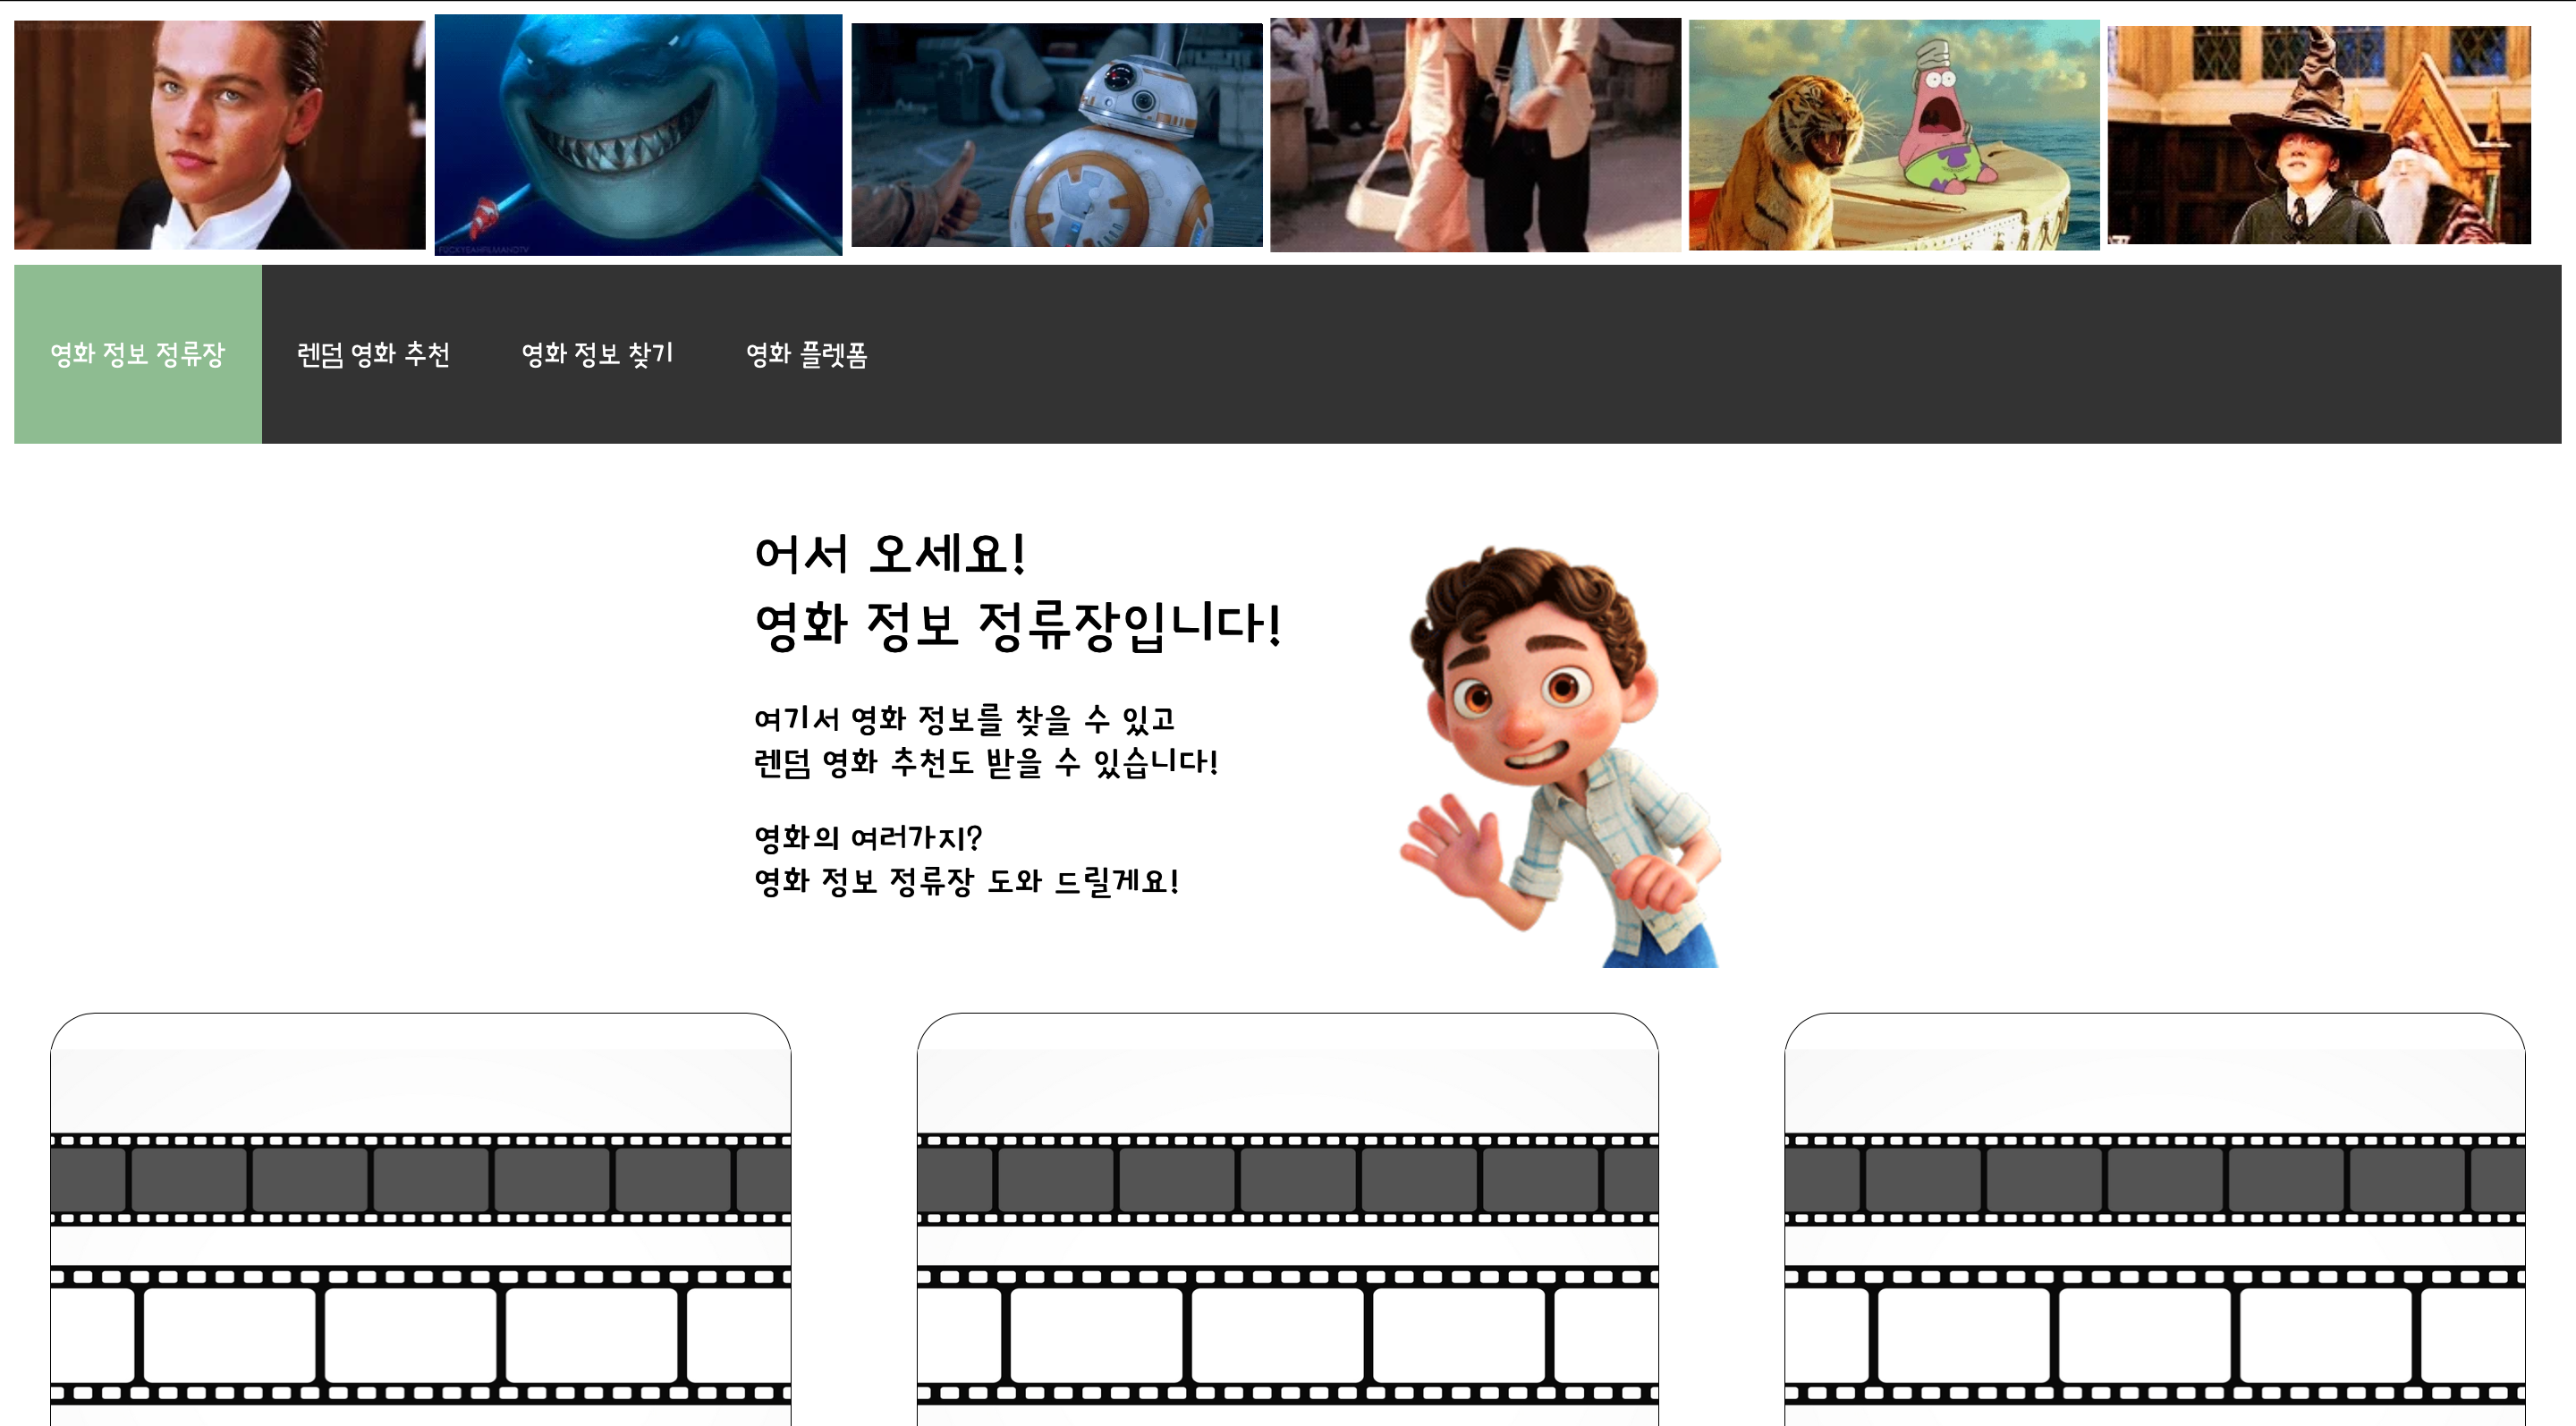 FUCKYEAHFILMANDTV
영화 정보 정류장
렌덤 영화 추천
영화 정보 찾기
영화 플렛폼
어서 오세요!
영화 정보 정류장입니다!
여기서 영화 정보를 찾을 수 있고
렌덤 영화 추천도 받을 수 있습니다!
영화의 여러가지?
영화 정보 정류장 도와 드릴게요!